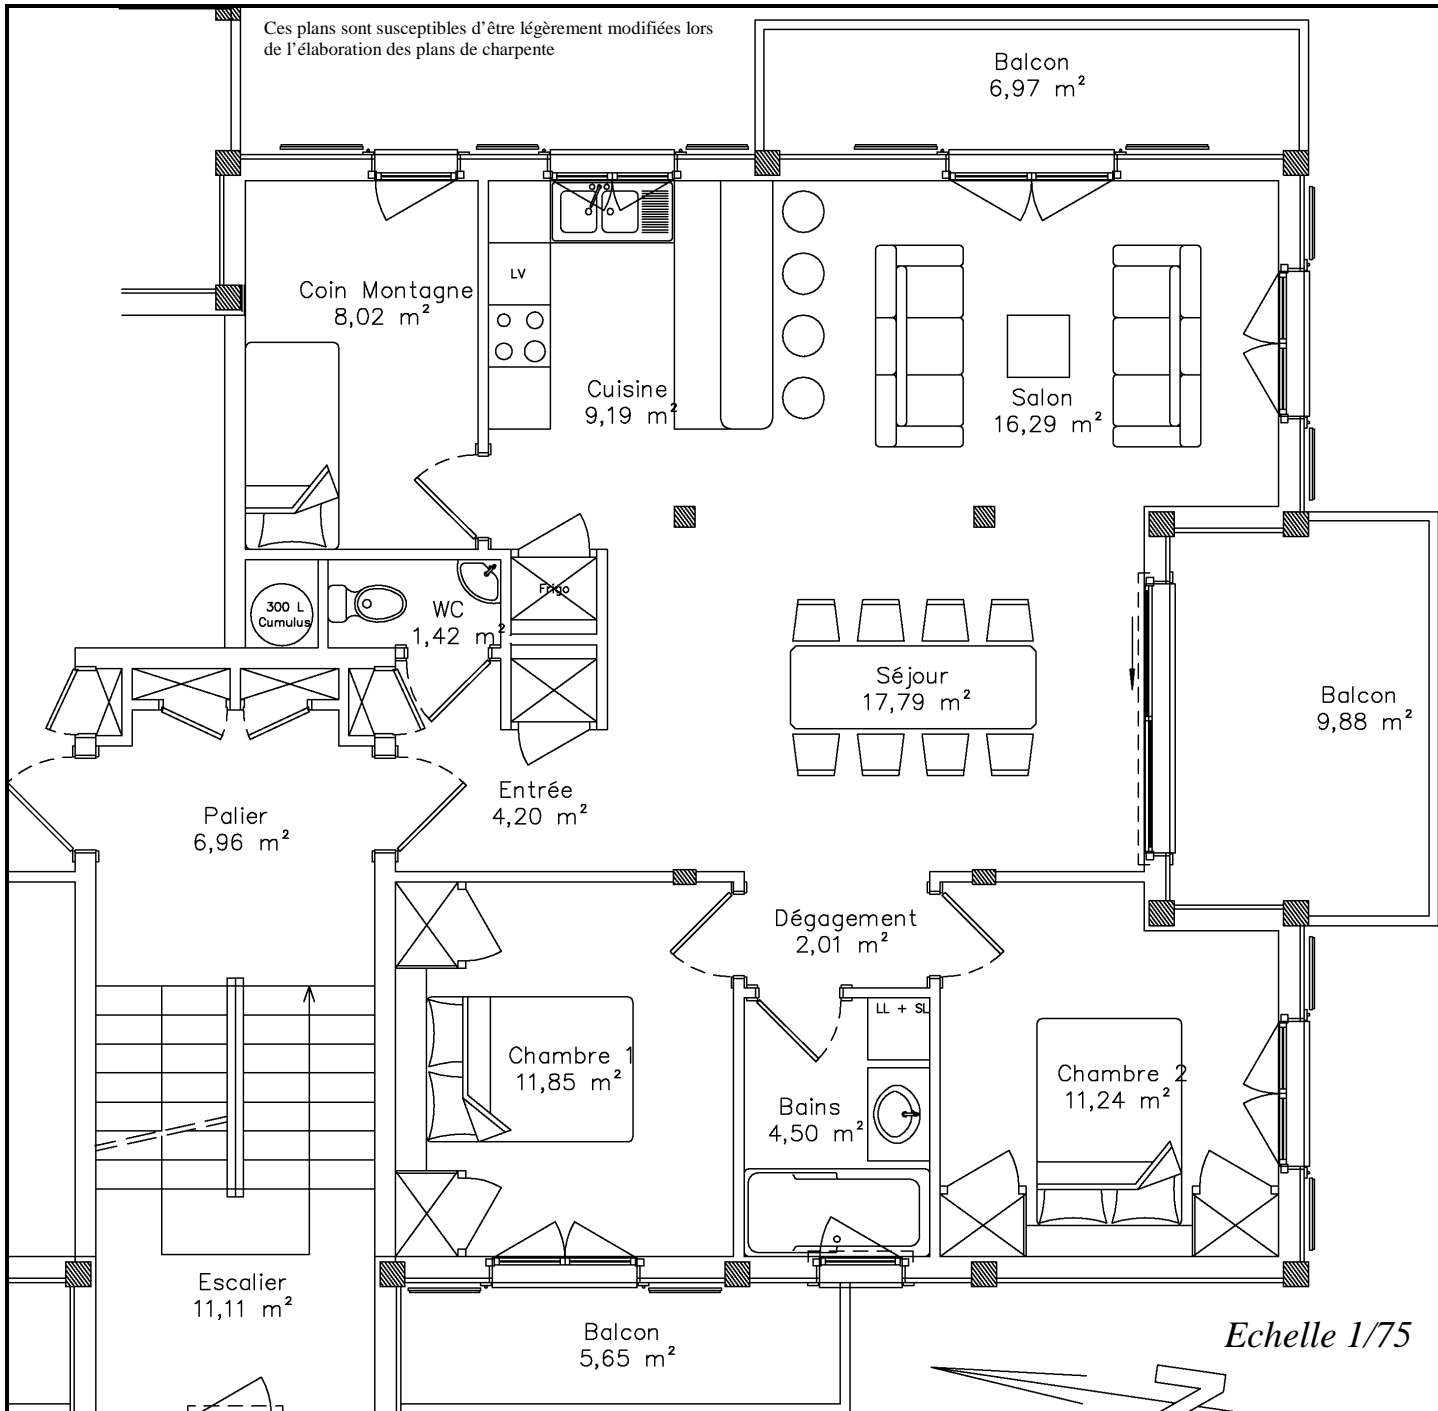 Ces plans sont susceptibles d'être légèrement modifiées lors
de l'élaboration des plans de charpente
Balcon
6,97 m²
Coin Montagne
8,02 m²
LV
Cuisine
9,19 m²
Salon
16,29 m²
Frigo
300 L
Cumulus
WC
1,42 m²
Séjour
17,79 m²
Balcon
9,88 m²
Entrée
4,20 m²
Palier
6,96 m²
Dégagement
2,01 m²
LL + SL
Chambre 1
11,85 m²
Bains
4,50 m²
Chambre 2
11,24 m²
Escalier
11,11 m²
Balcon
5,65 m²
Echelle 1/75